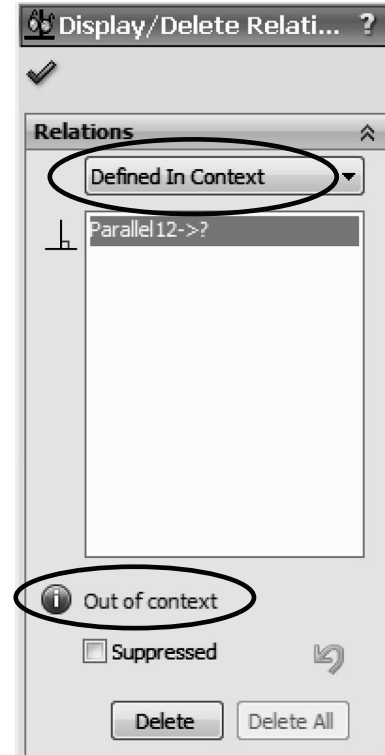 Display/Delete Relati... ?
Relations
Defined In Context
Parallel12->?
Out of context
Suppressed
Delete Delete All